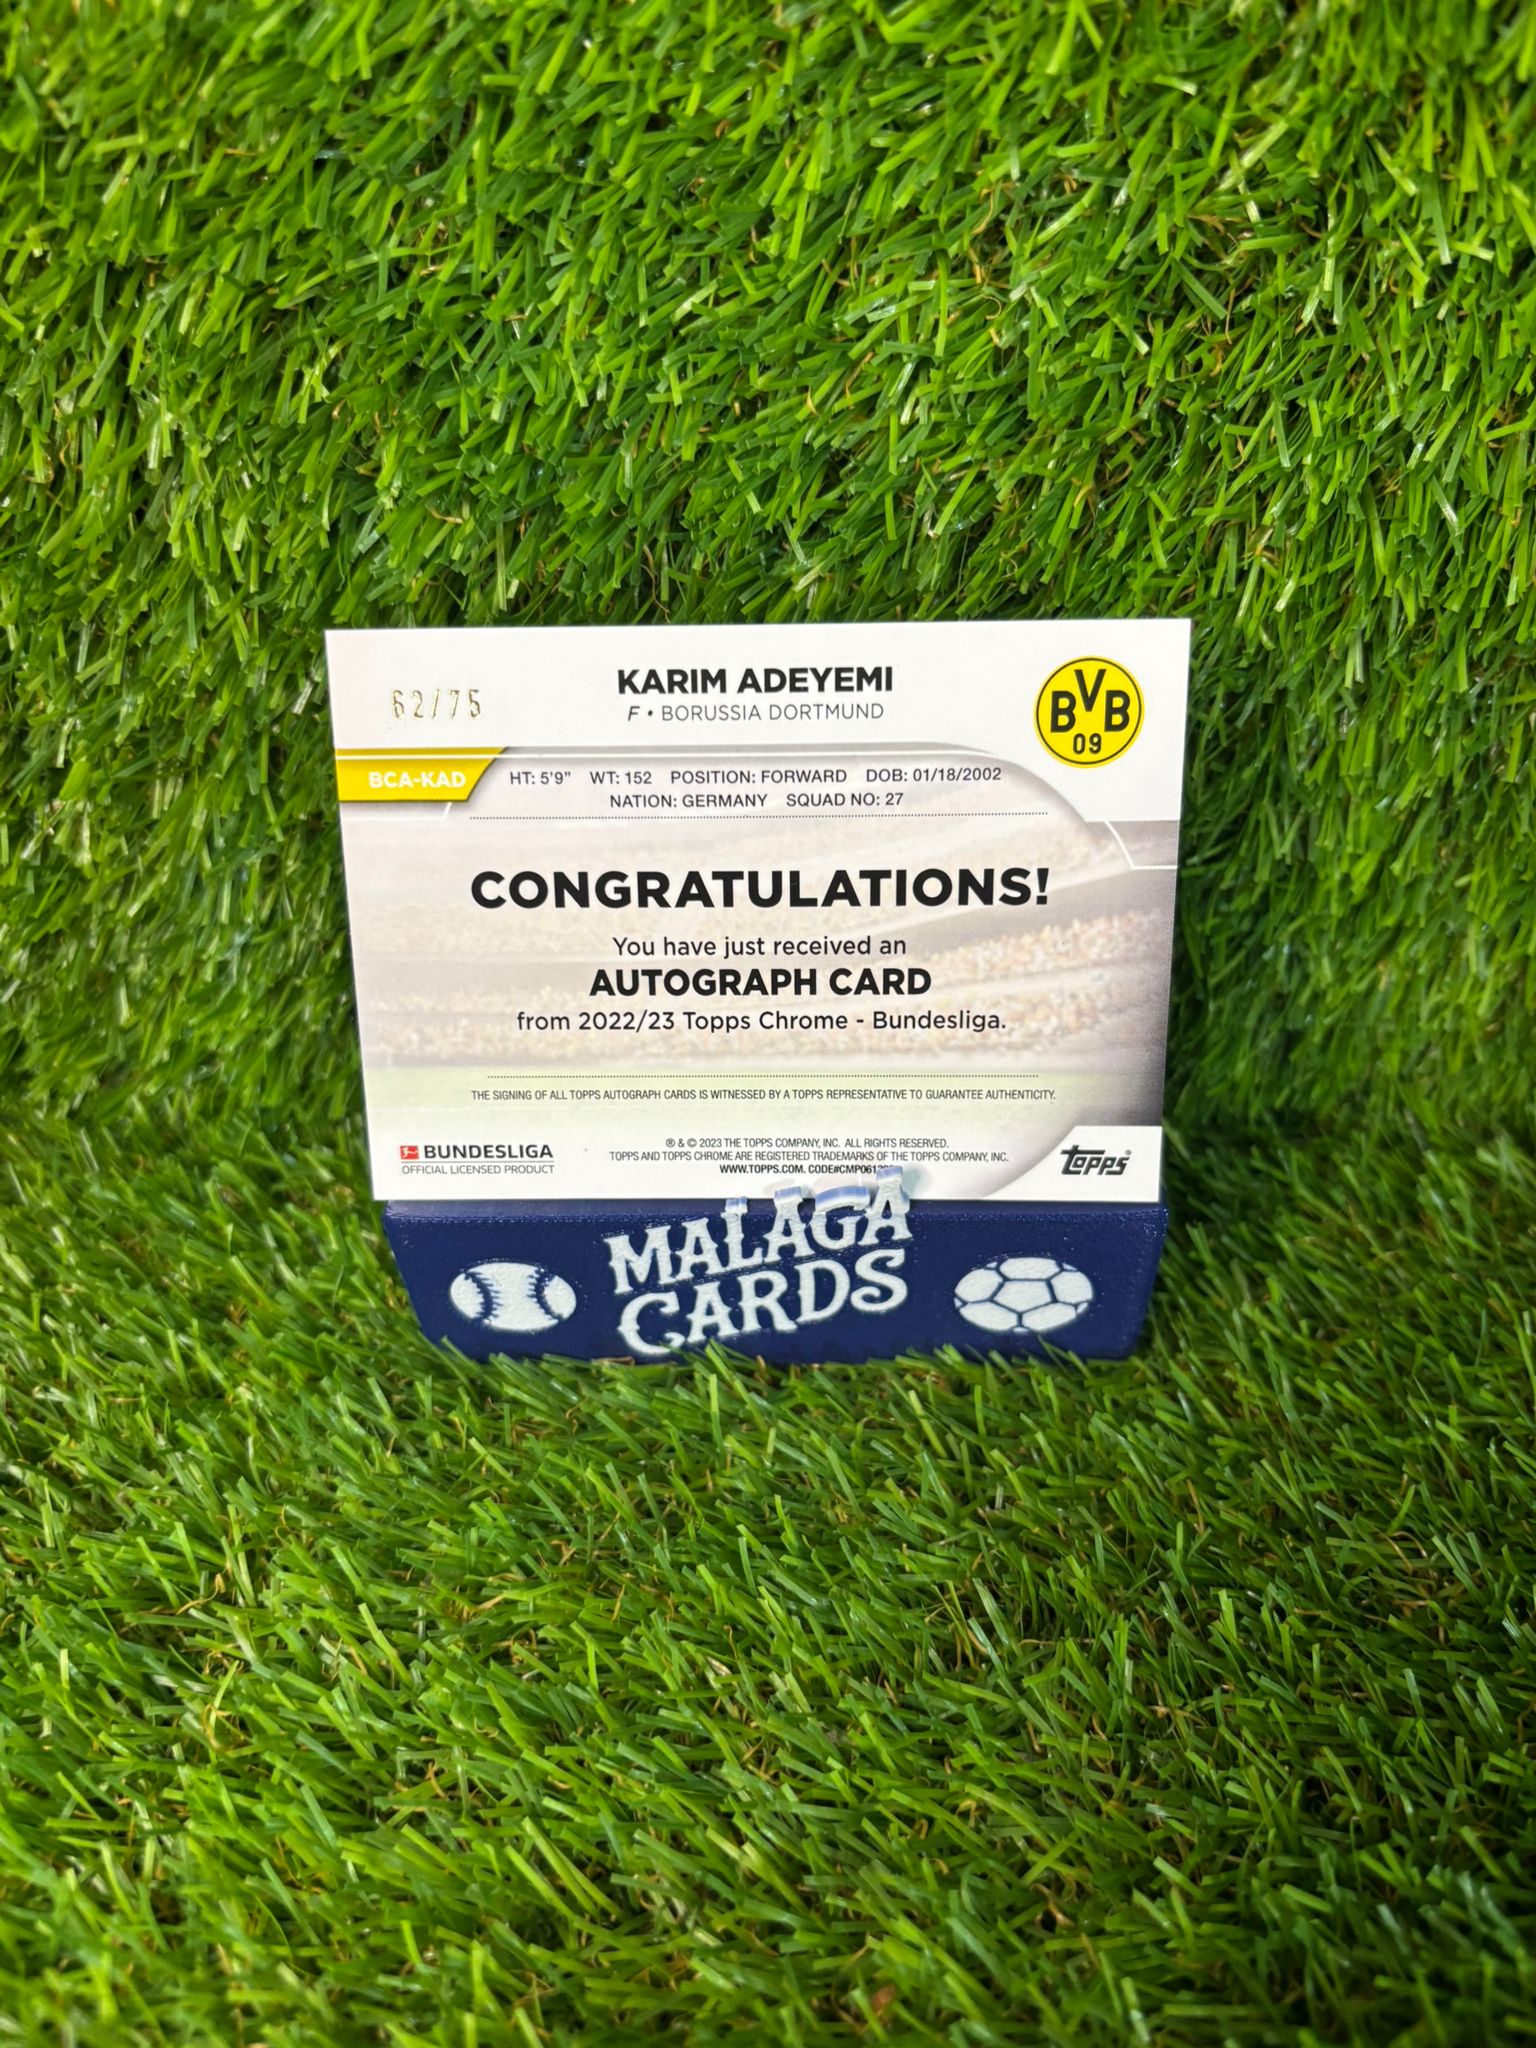 62/75
KARIM ADEYEMI
F • BORUSSIA DORTMUND
BVB
09
BCA-KAD
HT: 5'9" WT: 152 POSITION: FORWARD DOB: 01/18/2002
NATION: GERMANY SQUAD NO: 27
CONGRATULATIONS!
You have just received an
AUTOGRAPH CARD
from 2022/23 Topps Chrome - Bundesliga.
THE SIGNING OF ALL TOPPS AUTOGRAPH CARDS IS WITNESSED BY A TOPPS REPRESENTATIVE TO GUARANTEE AUTHENTICITY.
BUNDESLIGA
OFFICIAL LICENSED PRODUCT
® & © 2023 THE TOPPS COMPANY, INC. ALL RIGHTS RESERVED.
TOPPS AND TOPPS CHROME ARE REGISTERED TRADEMARKS OF THE TOPPS COMPANY, INC.
WWW.TOPPS.COM. 
topps®
MALAGA
CARDS